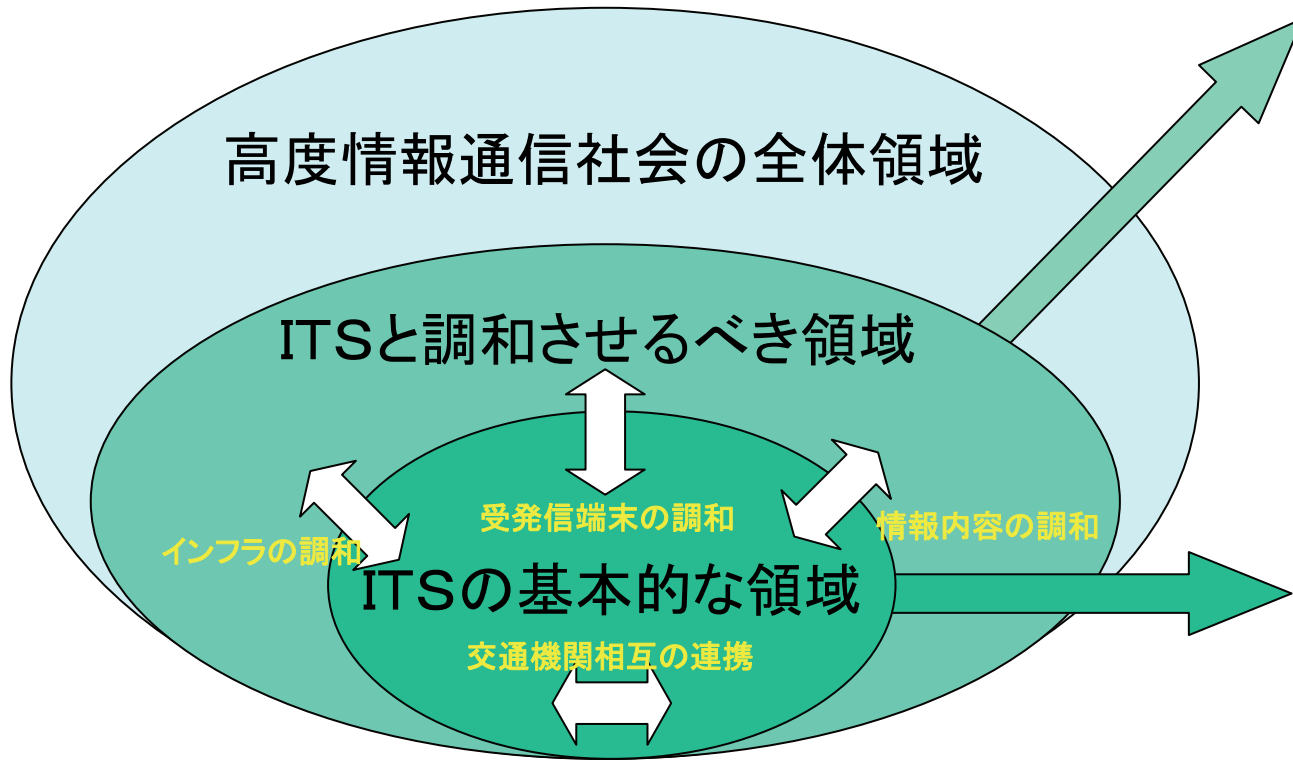 高度情報通信社会の全体領域
ITSと調和させるべき領域
受発信端末の調和
情報内容の調和
インフラの調和
ITSの基本的な領域
交通機関相互の連携